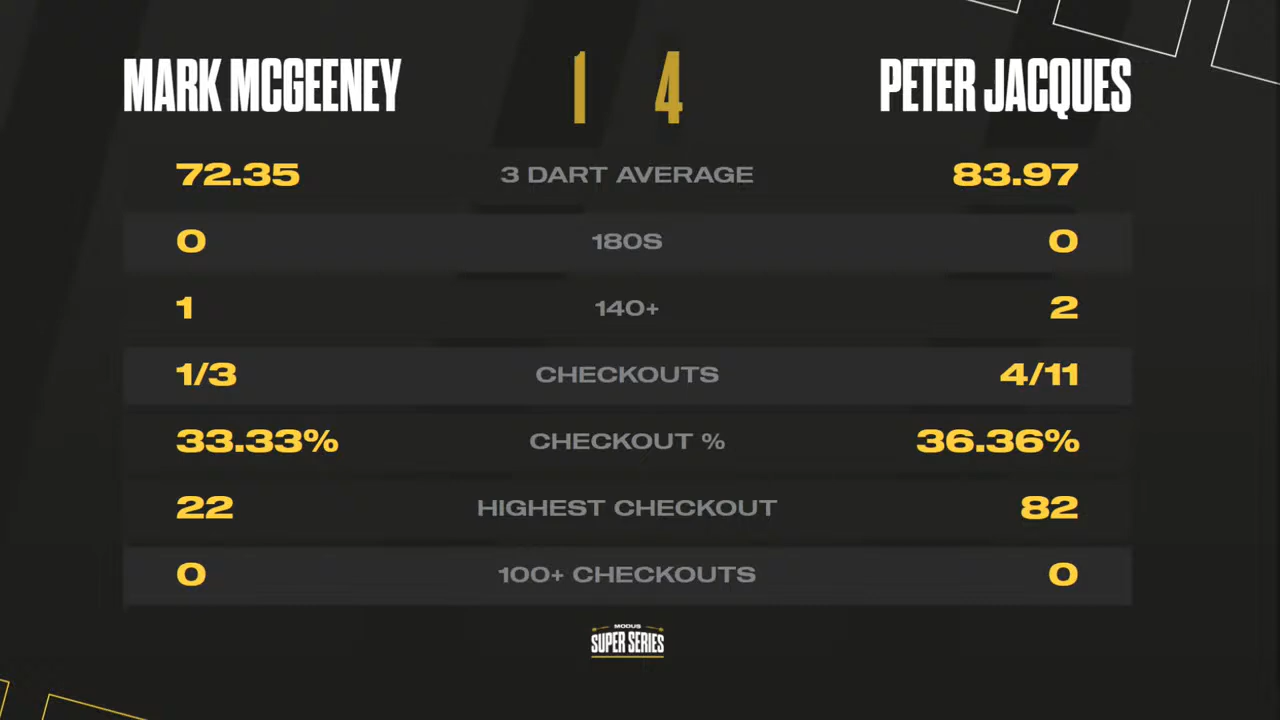 MARK MCGEENEY 1 4 PETER JACQUES
72.35 3 DART AVERAGE 83.97
0 180S 0
1 140+ 2
1/3 CHECKOUTS 4/11
33.33% CHECKOUT % 36.36%
22 HIGHEST CHECKOUT 82
0 100+ CHECKOUTS 0
MODUS
SUPER SERIES